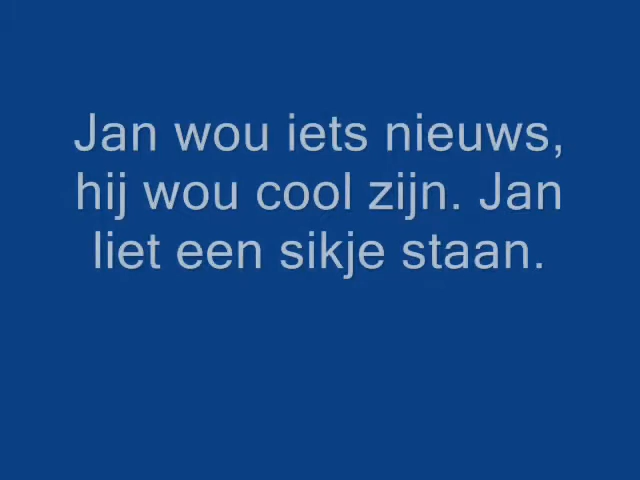 Jan wou iets nieuws,
hij wou cool zijn. Jan
liet een sikje staan.